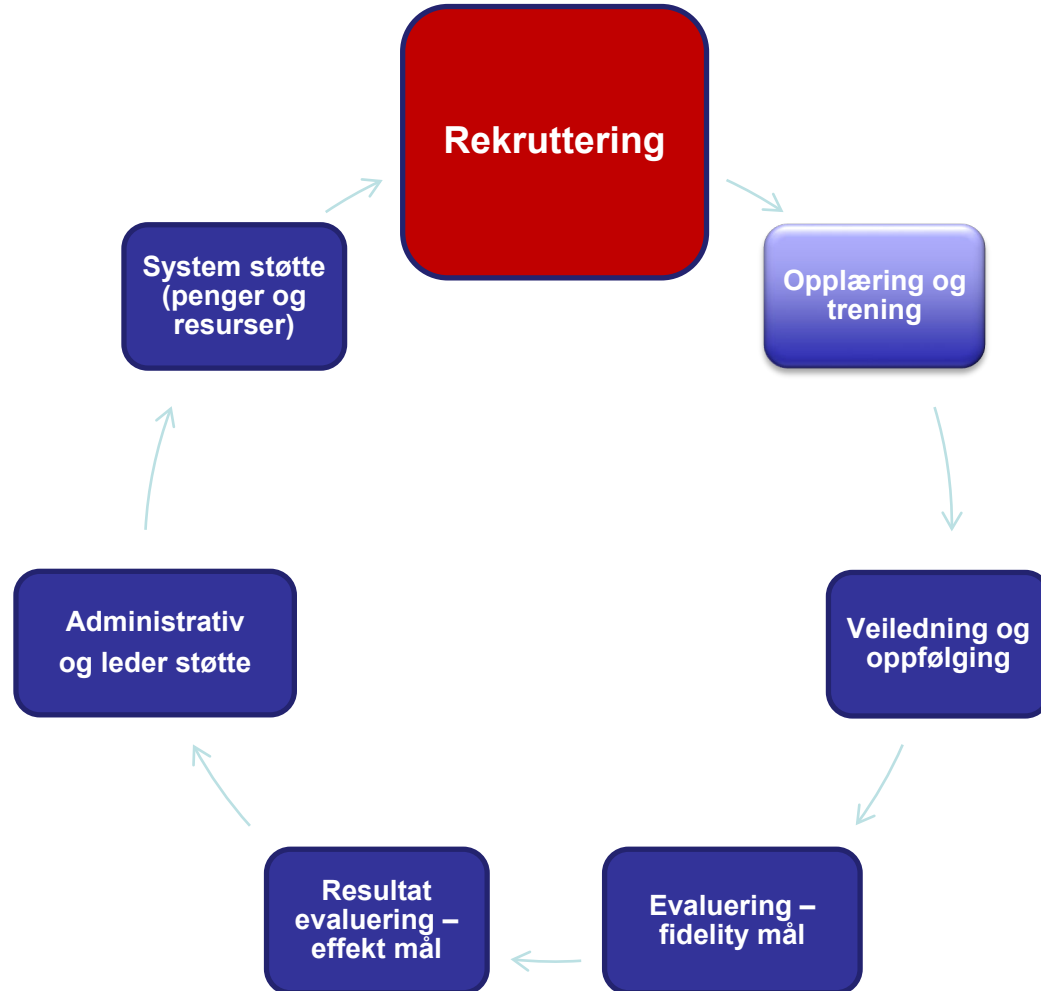 Rekruttering
Opplæring og
trening
Veiledning og
oppfølging
Evaluering –
fidelity mål
Resultat
evaluering –
effekt mål
Administrativ
og leder støtte
System støtte
(penger og
resurser)